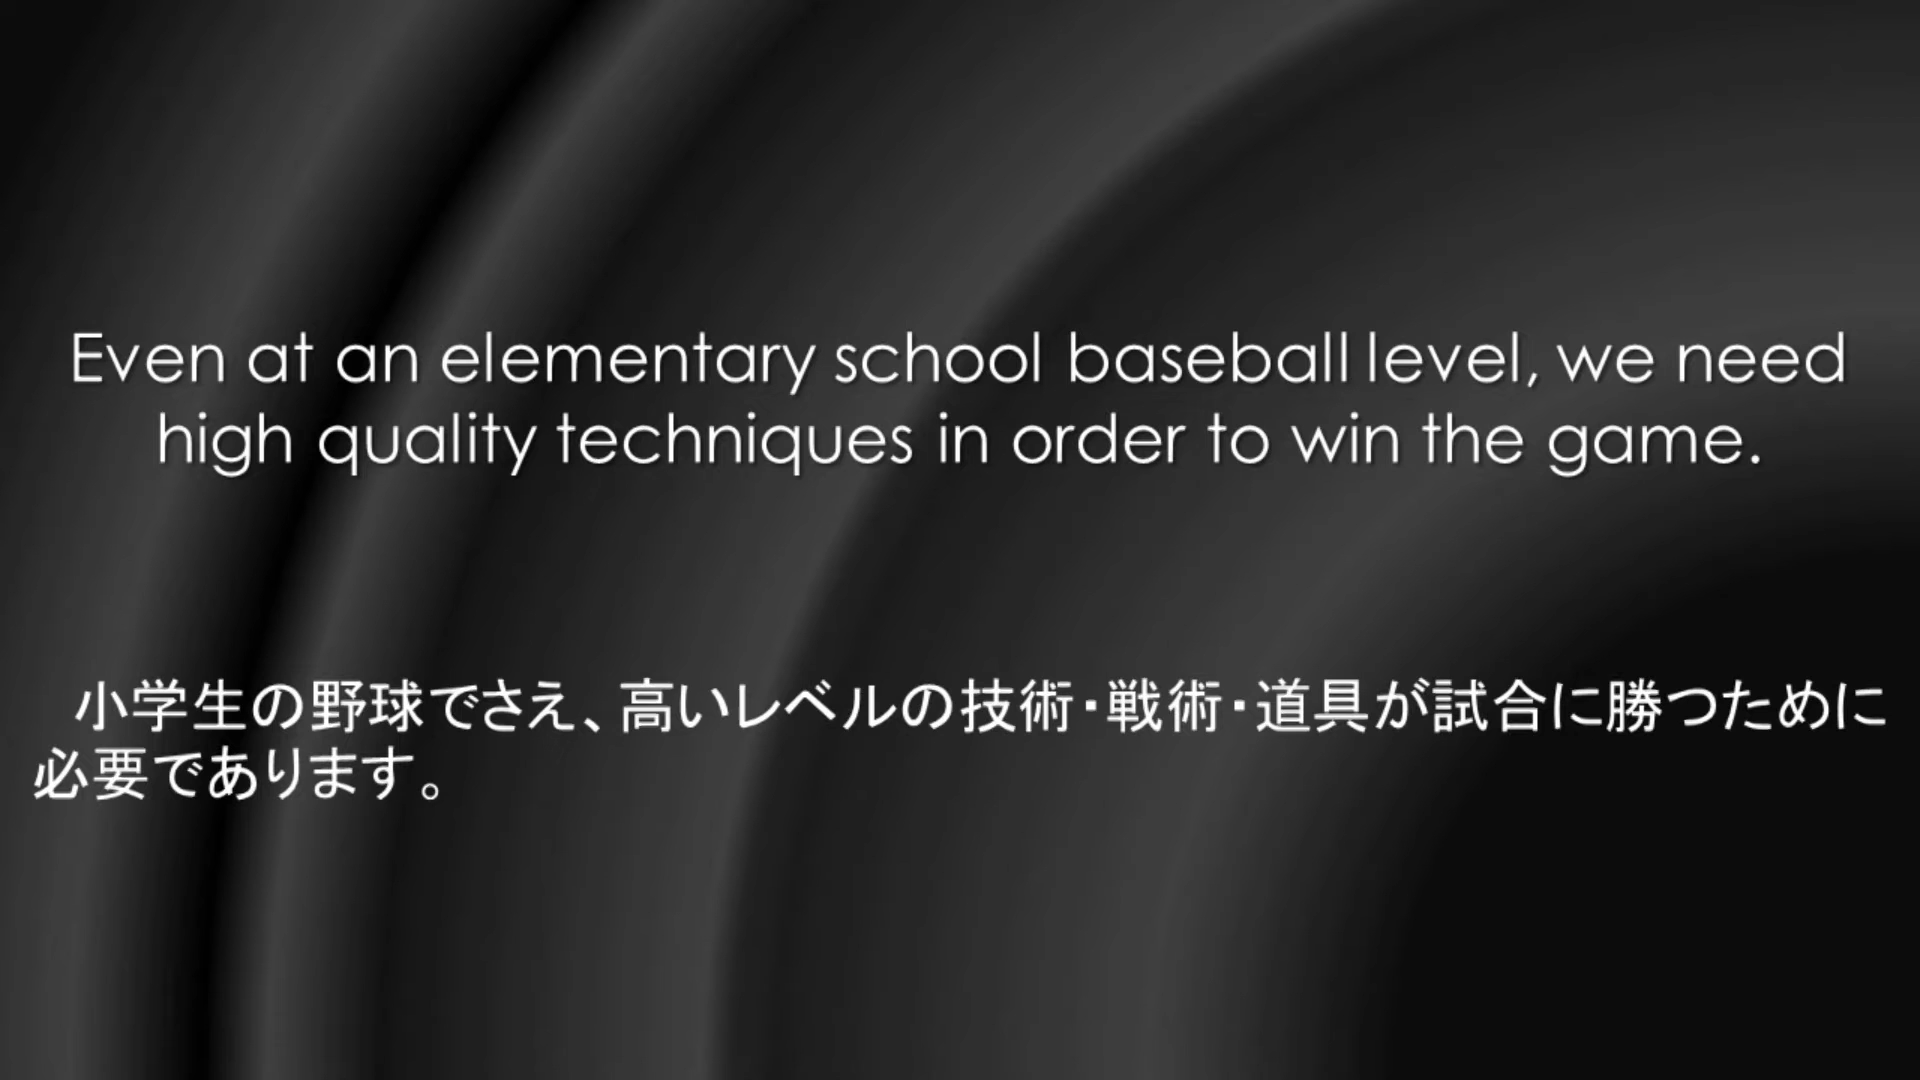 Even at an elementary school baseball level, we need
high quality techniques in order to win the game.
小学生の野球でさえ、高いレベルの技術・戦術・道具が試合に勝つために
必要であります。